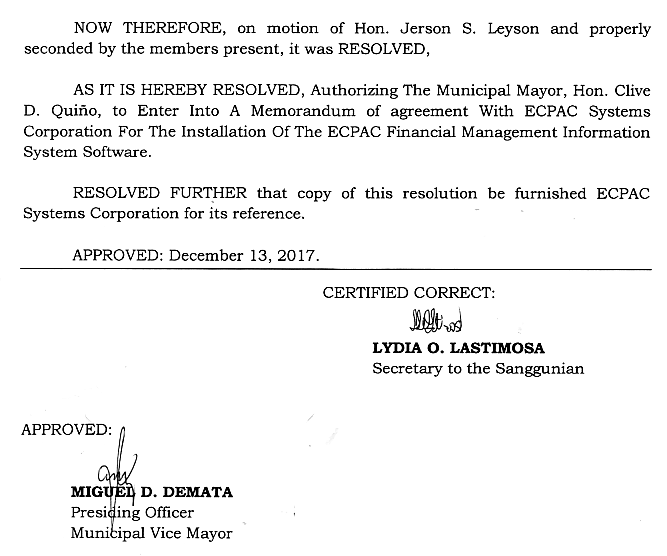 NOW THEREFORE, on motion of Hon. Jerson S. Leyson and properly
seconded by the members present, it was RESOLVED,
AS IT IS HEREBY RESOLVED, Authorizing The Municipal Mayor, Hon. Clive
D. Quiño, to Enter Into A Memorandum of agreement With ECPAC Systems
Corporation For The Installation Of The ECPAC Financial Management Information
System Software.
RESOLVED FURTHER that copy of this resolution be furnished ECPAC
Systems Corporation for its reference.
APPROVED: December 13, 2017.
CERTIFIED CORRECT:
LYDIA O. LASTIMOSA
Secretary to the Sanggunian
APPROVED:
MIGUEL D. DEMATA
Presiding Officer
Municipal Vice Mayor